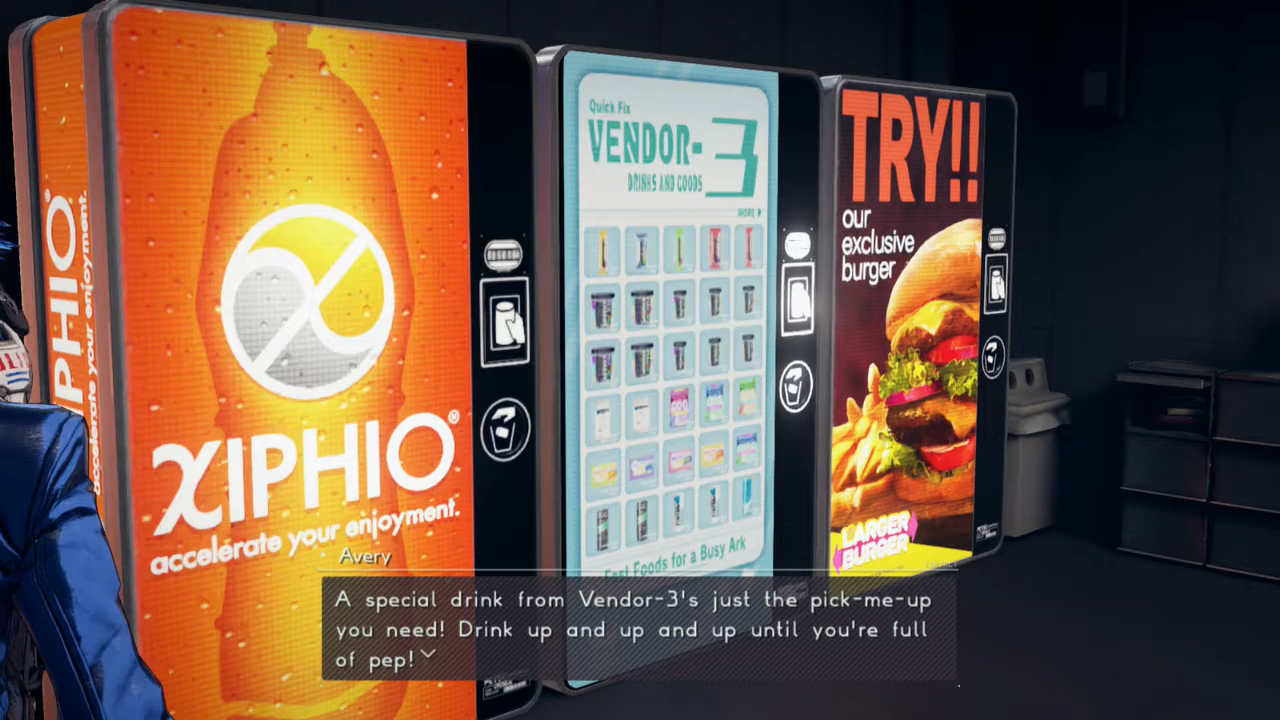 XIPHIO®
accelerate your enjoyment.
XIPHIO®
accelerate your enjoyment.
Quick Fix
VENDOR-3
DRINKS AND GOODS
MORE
Fast Foods for a Busy Ark
TRY!!
our
exclusive
burger
LARGER
BURGER
Avery
A special drink from Vendor-3's just the pick-me-up
you need! Drink up and up and up until you're full
of pep!